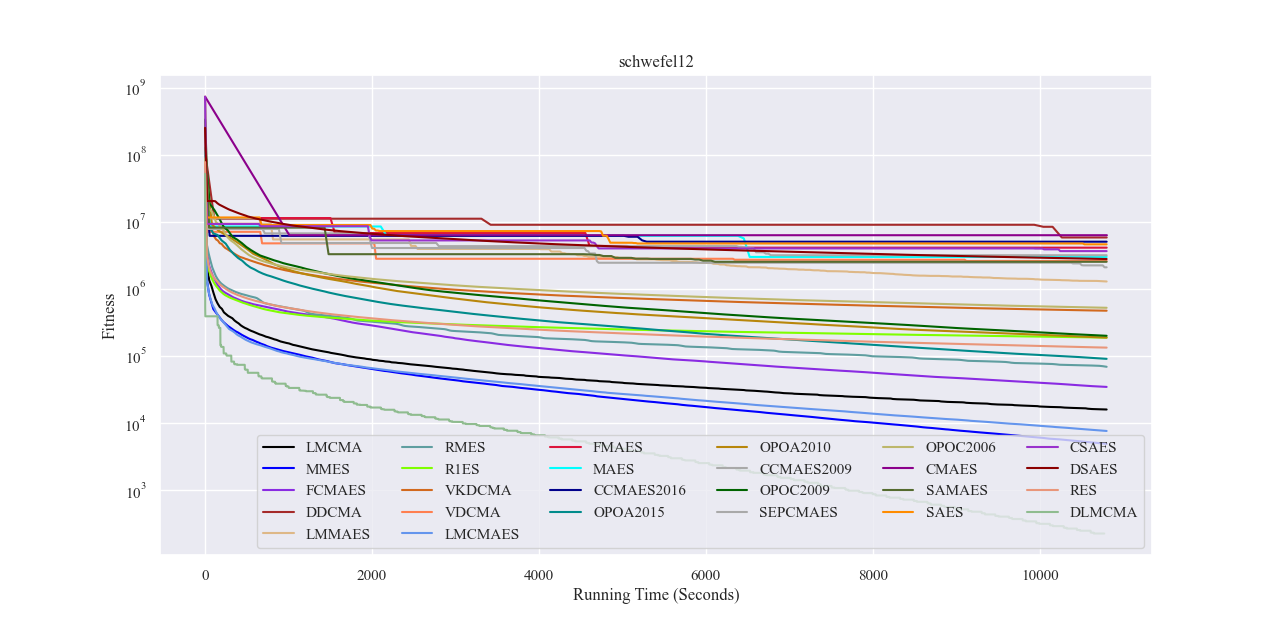 schwefel12
Fitness
10^9
10^8
10^7
10^6
10^5
10^4
10^3
LMCMA RMES FMAES OPOA2010 OPOC2006 CSAES
MMES R1ES MAES CCMAES2009 CMAES DSAES
FCMAES VKDCMA CCMAES2016 OPOC2009 SAMAES RES
DDCMA VDCMA OPOA2015 SEPCMAES SAES DLMCMA
LMMAES LMCMAES
0 2000 4000 6000 8000 10000
Running Time (Seconds)